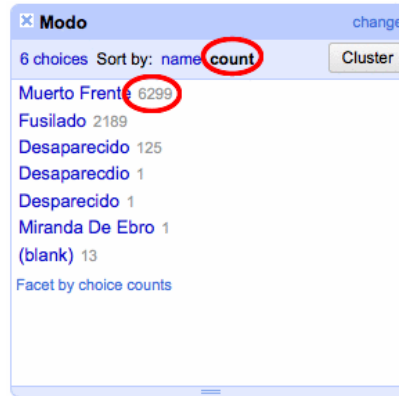 Modo change
6 choices Sort by: name count Cluster
Muerto Frente 6299
Fusilado 2189
Desaparecido 125
Desaparecdio 1
Desparecido 1
Miranda De Ebro 1
(blank) 13
Facet by choice counts